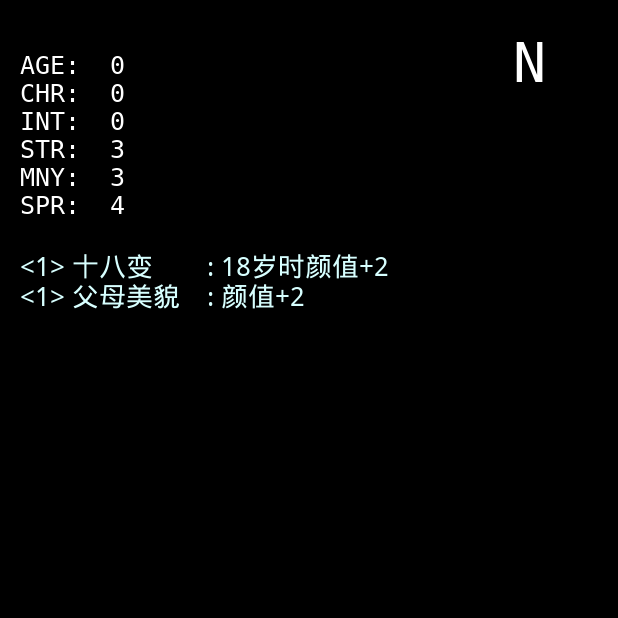 N
AGE: 0
CHR: 0
INT: 0
STR: 3
MNY: 3
SPR: 4
<1> 十八变 : 18岁时颜值+2
<1> 父母美貌 : 颜值+2